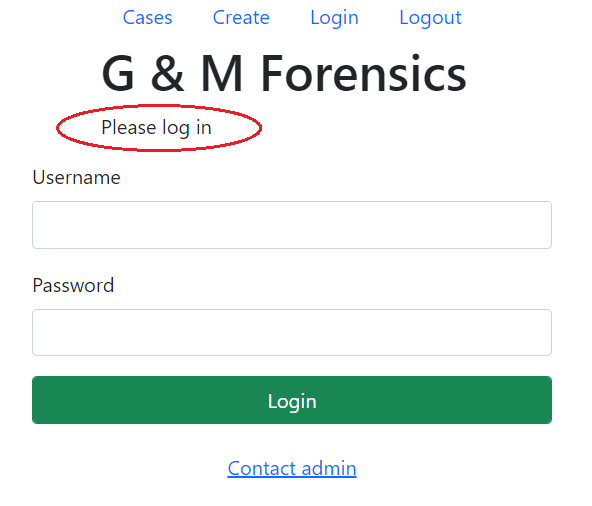 Cases Create Login Logout
G & M Forensics
Please log in
Username
Password
Login
Contact admin